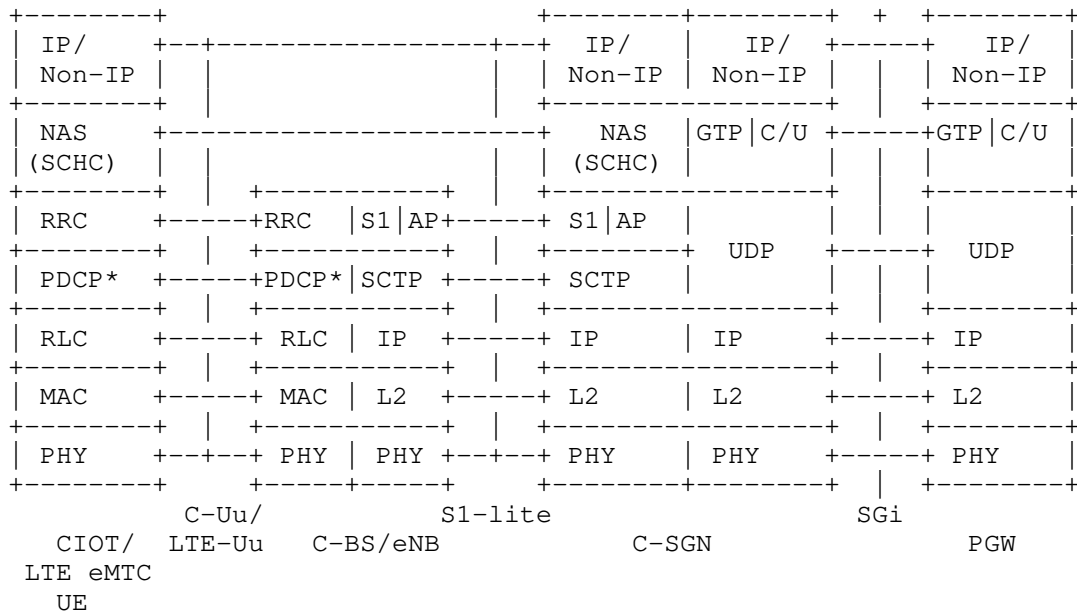 +--------+                         +--------+--------+  +  +--------+
| IP/    +--+-------------------+--+  IP/   |   IP/  +-----+   IP/  |
| Non-IP |  |                   |  | Non-IP | Non-IP |  |  | Non-IP |
+--------+  |                   |  +-----------------+  |  +--------+
| NAS    +-------------------------+   NAS  |GTP|C/U +-----+GTP|C/U |
|(SCHC)  |  |                   |  | (SCHC) |        |  |  |        |
+--------+  |  +-----------+    |  +-----------------+  |  +--------+
| RRC    +-----+RRC  |S1|AP+-----+ S1|AP  |        |  |  |        |
+--------+  |  +-----------+    |  +--------+  UDP   +-----+  UDP   |
| PDCP*  +-----+PDCP*|SCTP +-----+ SCTP   |        |  |  |        |
+--------+  |  +-----------+    |  +-----------------+  |  +--------+
| RLC    +-----+ RLC | IP  +-----+ IP     | IP     +-----+ IP     |
+--------+  |  +-----------+    |  +-----------------+  |  +--------+
| MAC    +-----+ MAC | L2  +-----+ L2     | L2     +-----+ L2     |
+--------+  |  +-----------+    |  +-----------------+  |  +--------+
| PHY    +--+--+ PHY | PHY +--+--+ PHY    | PHY    +-----+ PHY    |
+--------+     +-----+-----+     +--------+--------+  |  +--------+
C-Uu/ S1-lite SGi
CIOT/ LTE-Uu C-BS/eNB C-SGN PGW
LTE eMTC
UE